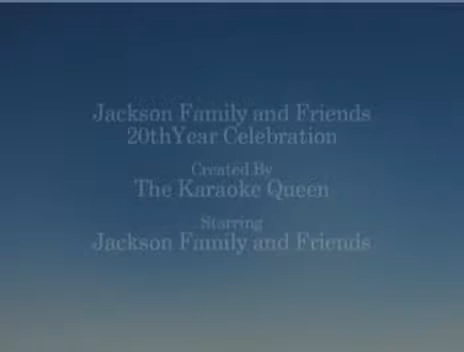 Jackson Family and Friends
20thYear Celebration
Created By
The Karaoke Queen
Starring
Jackson Family and Friends